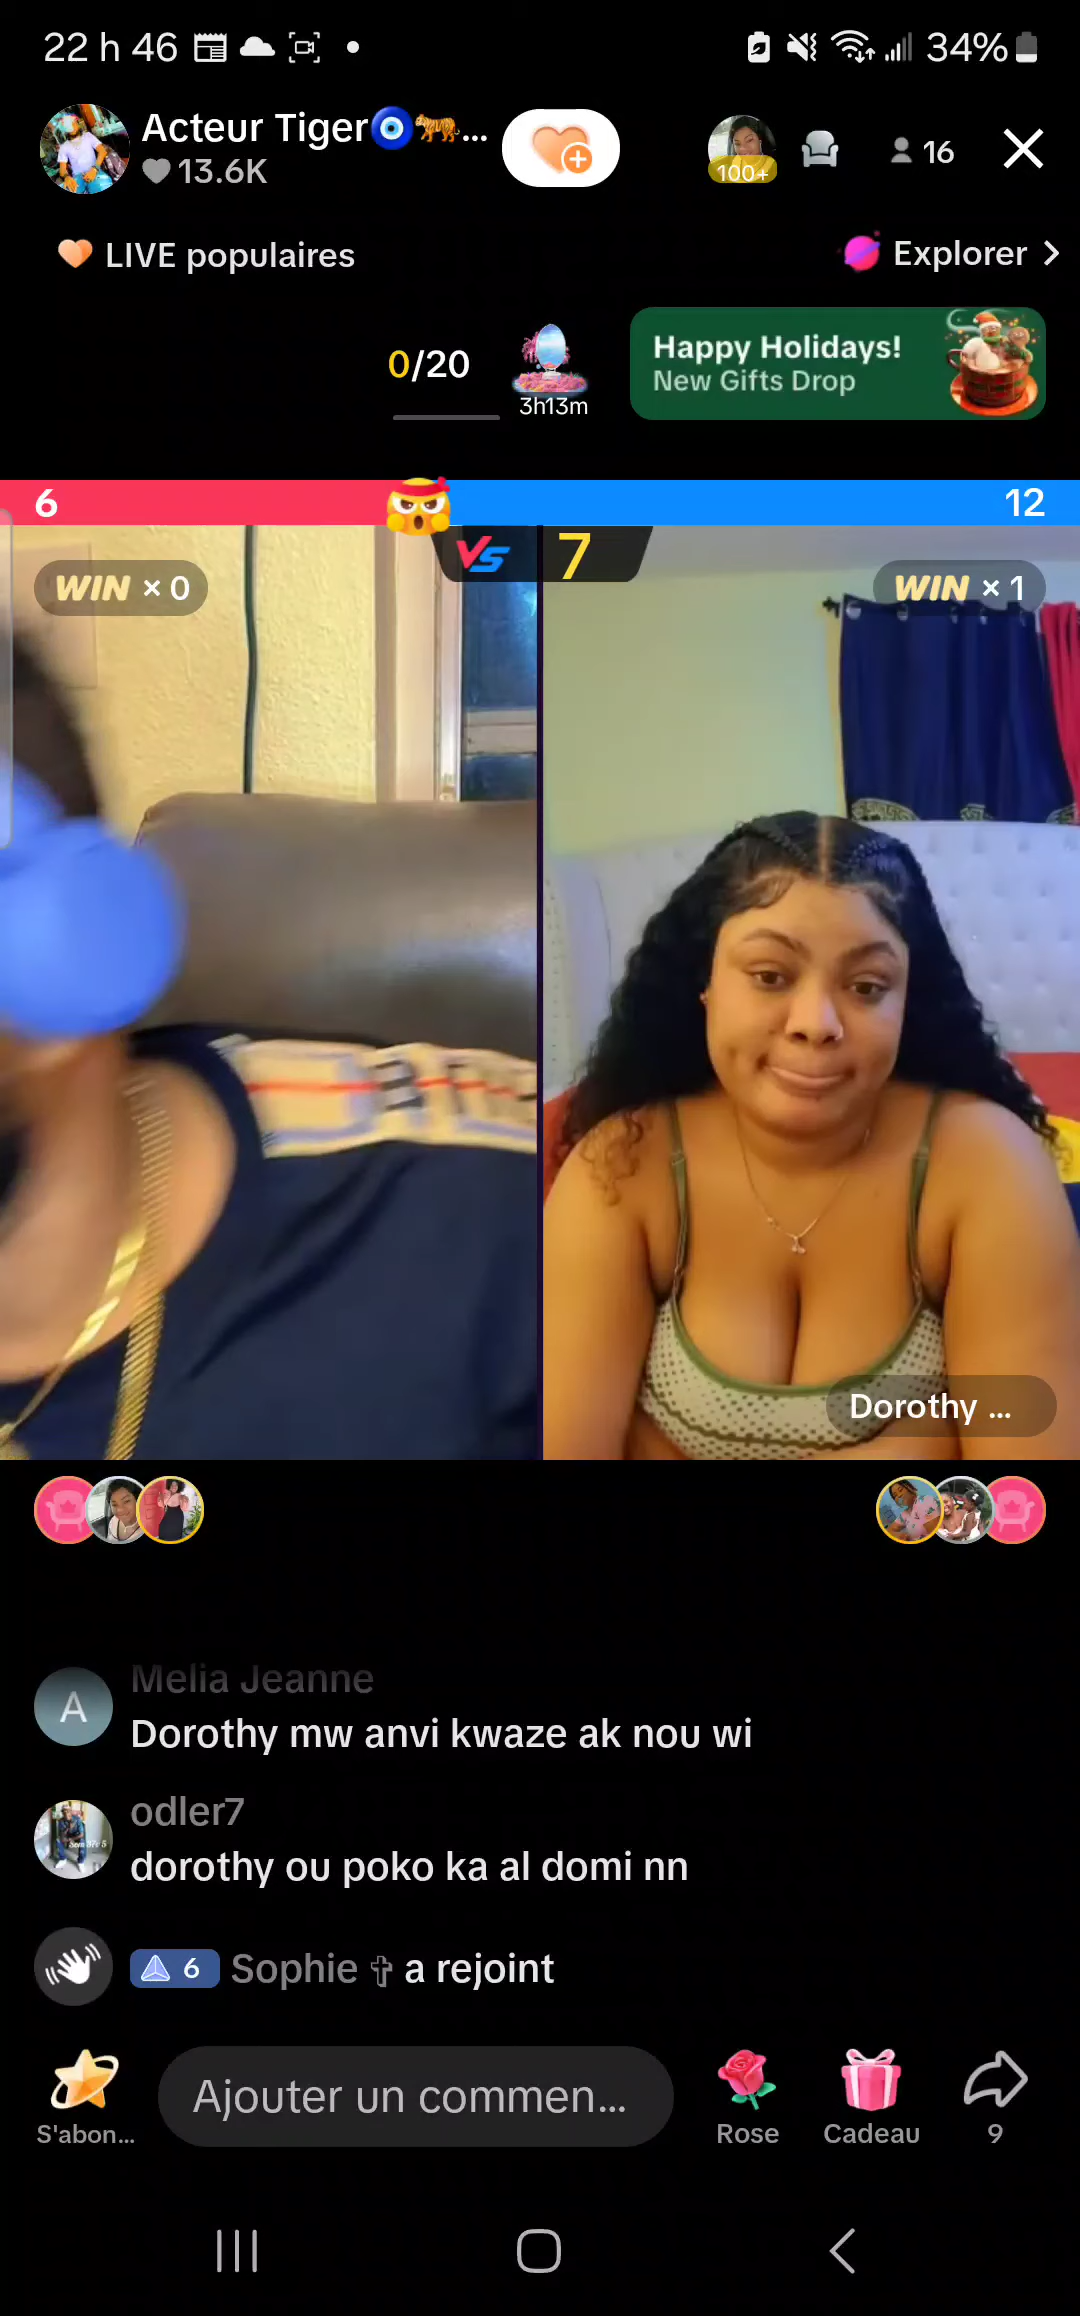 22 h 46
34%
Acteur Tiger🧿🐅...
13.6K
100+
16
LIVE populaires
Explorer
0/20
3h13m
Happy Holidays!
New Gifts Drop
6
12
VS
7
WIN × 0
WIN × 1
Dorothy ...
Melia Jeanne
A
Dorothy mw anvi kwaze ak nou wi
odler7
dorothy ou poko ka al domi nn
6 Sophie ✞ a rejoint
Ajouter un commen...
S'abon...
Rose
Cadeau
9